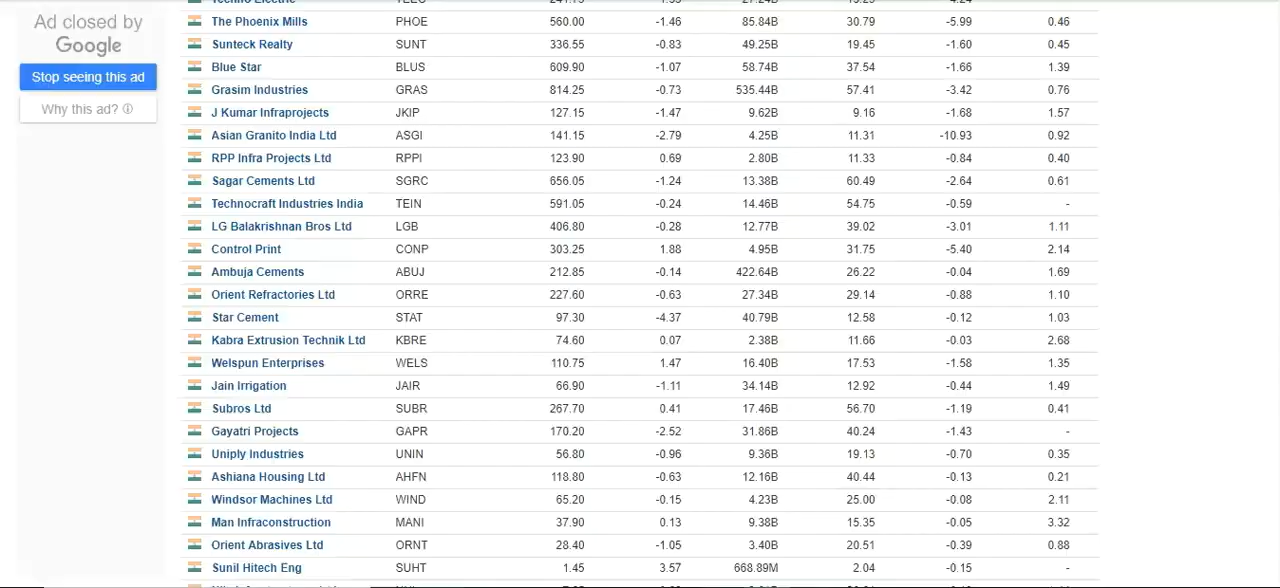 Ad closed by
Google
Stop seeing this ad
Why this ad?
The Phoenix Mills PHOE 560.00 -1.46 85.84B 30.79 -5.99 0.46
Sunteck Realty SUNT 336.55 -0.83 49.25B 19.45 -1.60 0.45
Blue Star BLUS 609.90 -1.07 58.74B 37.54 -1.66 1.39
Grasim Industries GRAS 814.25 -0.73 535.44B 57.41 -3.42 0.76
J Kumar Infraprojects JKIP 127.15 -1.47 9.62B 9.16 -1.68 1.57
Asian Granito India Ltd ASGI 141.15 -2.79 4.25B 11.31 -10.93 0.92
RPP Infra Projects Ltd RPPI 123.90 0.69 2.80B 11.33 -0.84 0.40
Sagar Cements Ltd SGRC 656.05 -1.24 13.38B 60.49 -2.64 0.61
Technocraft Industries India TEIN 591.05 -0.24 14.46B 54.75 -0.59 -
LG Balakrishnan Bros Ltd LGB 406.80 -0.28 12.77B 39.02 -3.01 1.11
Control Print CONP 303.25 1.88 4.95B 31.75 -5.40 2.14
Ambuja Cements ABUJ 212.85 -0.14 422.64B 26.22 -0.04 1.69
Orient Refractories Ltd ORRE 227.60 -0.63 27.34B 29.14 -0.88 1.10
Star Cement STAT 97.30 -4.37 40.79B 12.58 -0.12 1.03
Kabra Extrusion Technik Ltd KBRE 74.60 0.07 2.38B 11.66 -0.03 2.68
Welspun Enterprises WELS 110.75 1.47 16.40B 17.53 -1.58 1.35
Jain Irrigation JAIR 66.90 -1.11 34.14B 12.92 -0.44 1.49
Subros Ltd SUBR 267.70 0.41 17.46B 56.70 -1.19 0.41
Gayatri Projects GAPR 170.20 -2.52 31.86B 40.24 -1.43 -
Uniply Industries UNIN 56.80 -0.96 9.36B 19.13 -0.70 0.35
Ashiana Housing Ltd AHFN 118.80 -0.63 12.16B 40.44 -0.13 0.21
Windsor Machines Ltd WIND 65.20 -0.15 4.23B 25.00 -0.08 2.11
Man Infraconstruction MANI 37.90 0.13 9.38B 15.35 -0.05 3.32
Orient Abrasives Ltd ORNT 28.40 -1.05 3.40B 20.51 -0.39 0.88
Sunil Hitech Eng SUHT 1.45 3.57 668.89M 2.04 -0.15 -